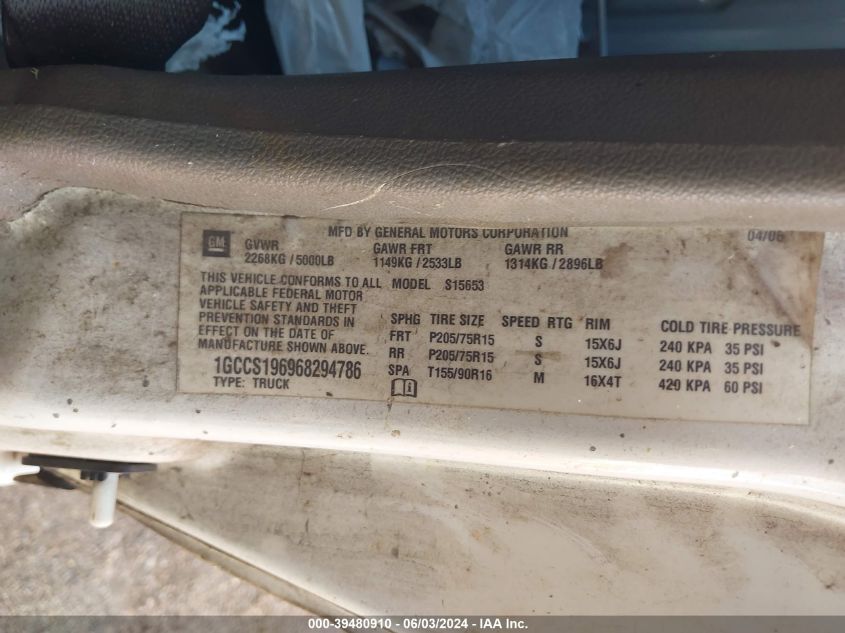 MFD BY GENERAL MOTORS CORPORATION 04/06
GM GVWR GAWR FRT GAWR RR
2268KG / 5000LB 1149KG / 2533LB 1314KG / 2896LB
THIS VEHICLE CONFORMS TO ALL MODEL S15653
APPLICABLE FEDERAL MOTOR
VEHICLE SAFETY AND THEFT
PREVENTION STANDARDS IN
EFFECT ON THE DATE OF
MANUFACTURE SHOWN ABOVE.
SPHG TIRE SIZE SPEED RTG RIM COLD TIRE PRESSURE
FRT P205/75R15 S 15X6J 240 KPA 35 PSI
RR P205/75R15 S 15X6J 240 KPA 35 PSI
SPA T155/90R16 M 16X4T 420 KPA 60 PSI
1GCCS196968294786
TYPE: TRUCK
000-39480910 - 06/03/2024 - IAA Inc.